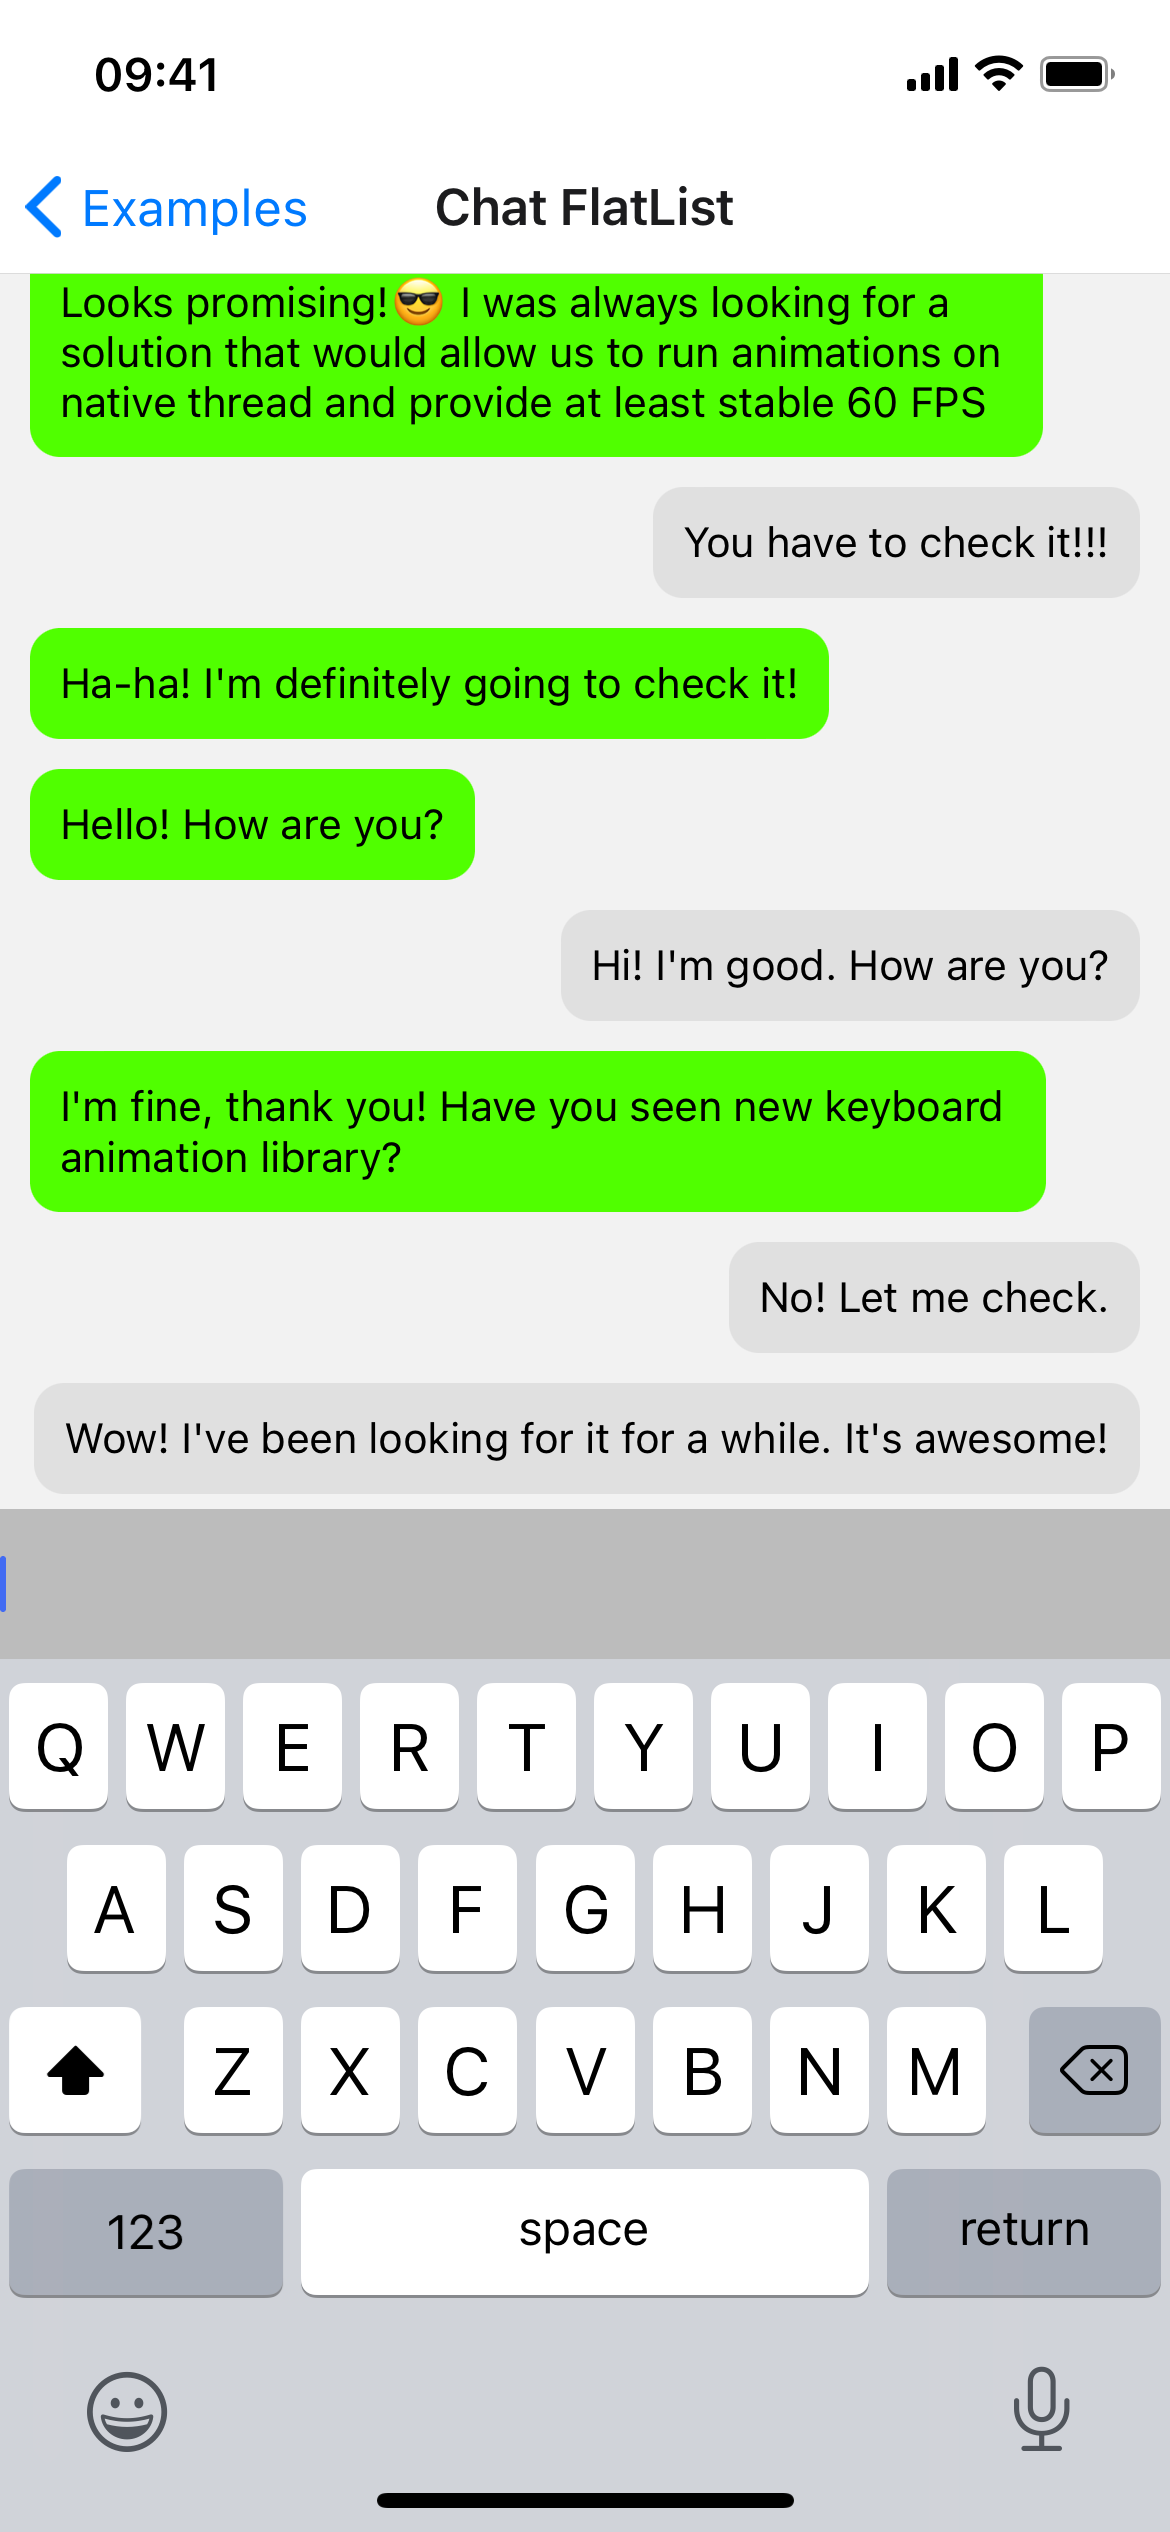 09:41
Examples
Chat FlatList
Looks promising!😎 I was always looking for a
solution that would allow us to run animations on
native thread and provide at least stable 60 FPS
You have to check it!!!
Ha-ha! I'm definitely going to check it!
Hello! How are you?
Hi! I'm good. How are you?
I'm fine, thank you! Have you seen new keyboard
animation library?
No! Let me check.
Wow! I've been looking for it for a while. It's awesome!
Q W E R T Y U I O P
A S D F G H J K L
Z X C V B N M
123 space return